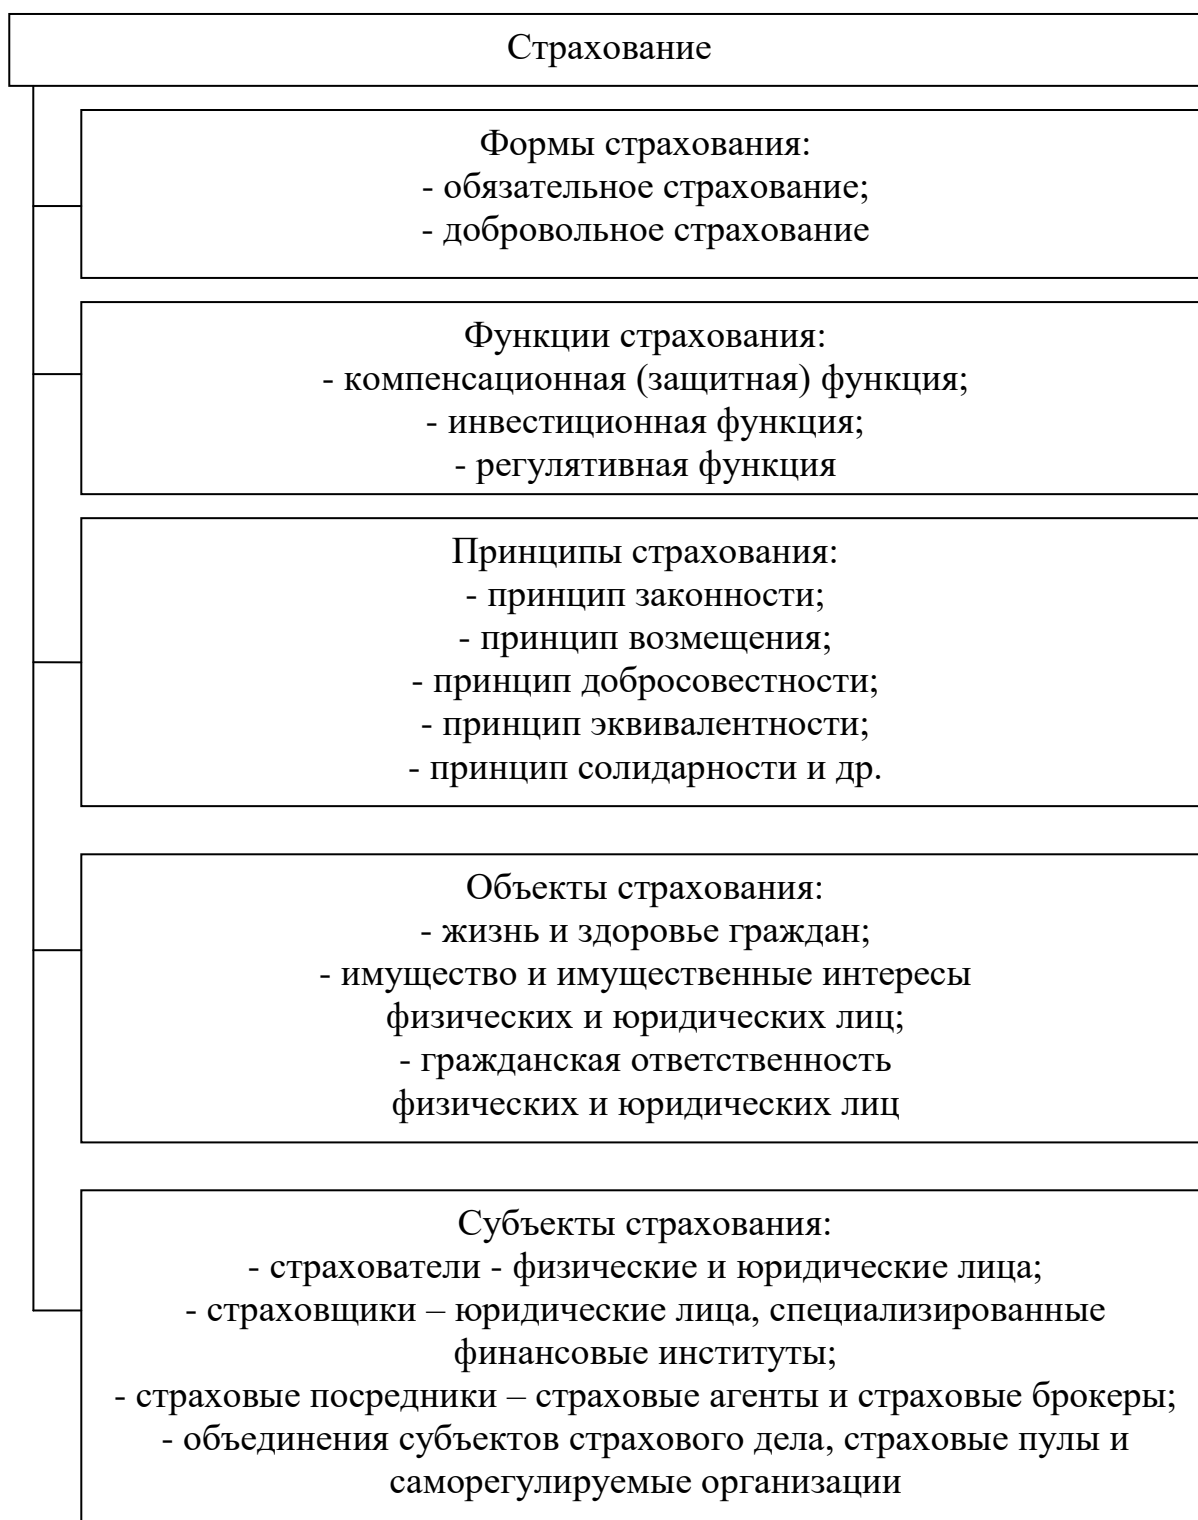 Страхование
Формы страхования:
- обязательное страхование;
- добровольное страхование
Функции страхования:
- компенсационная (защитная) функция;
- инвестиционная функция;
- регулятивная функция
Принципы страхования:
- принцип законности;
- принцип возмещения;
- принцип добросовестности;
- принцип эквивалентности;
- принцип солидарности и др.
Объекты страхования:
- жизнь и здоровье граждан;
- имущество и имущественные интересы
физических и юридических лиц;
- гражданская ответственность
физических и юридических лиц
Субъекты страхования:
- страхователи - физические и юридические лица;
- страховщики – юридические лица, специализированные
финансовые институты;
- страховые посредники – страховые агенты и страховые брокеры;
- объединения субъектов страхового дела, страховые пулы и
саморегулируемые организации